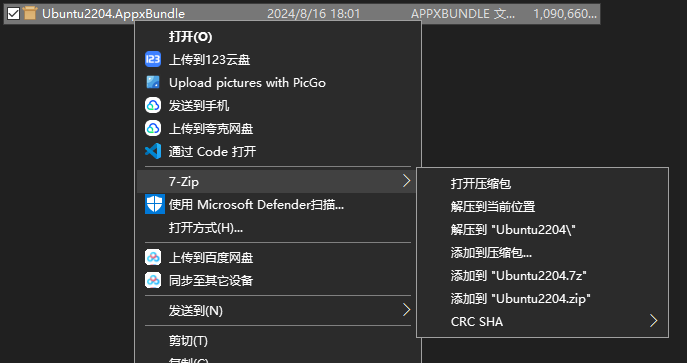 Ubuntu2204.AppxBundle 2024/8/16 18:01 APPXBUNDLE 文... 1,090,660...
打开(O)
上传到123云盘
Upload pictures with PicGo
发送到手机
上传到夸克网盘
通过 Code 打开
7-Zip
使用 Microsoft Defender扫描...
打开方式(H)...
上传到百度网盘
同步至其它设备
发送到(N)
剪切(T)
复制(C)
打开压缩包
解压到当前位置
解压到 "Ubuntu2204\"
添加到压缩包...
添加到 "Ubuntu2204.7z"
添加到 "Ubuntu2204.zip"
CRC SHA